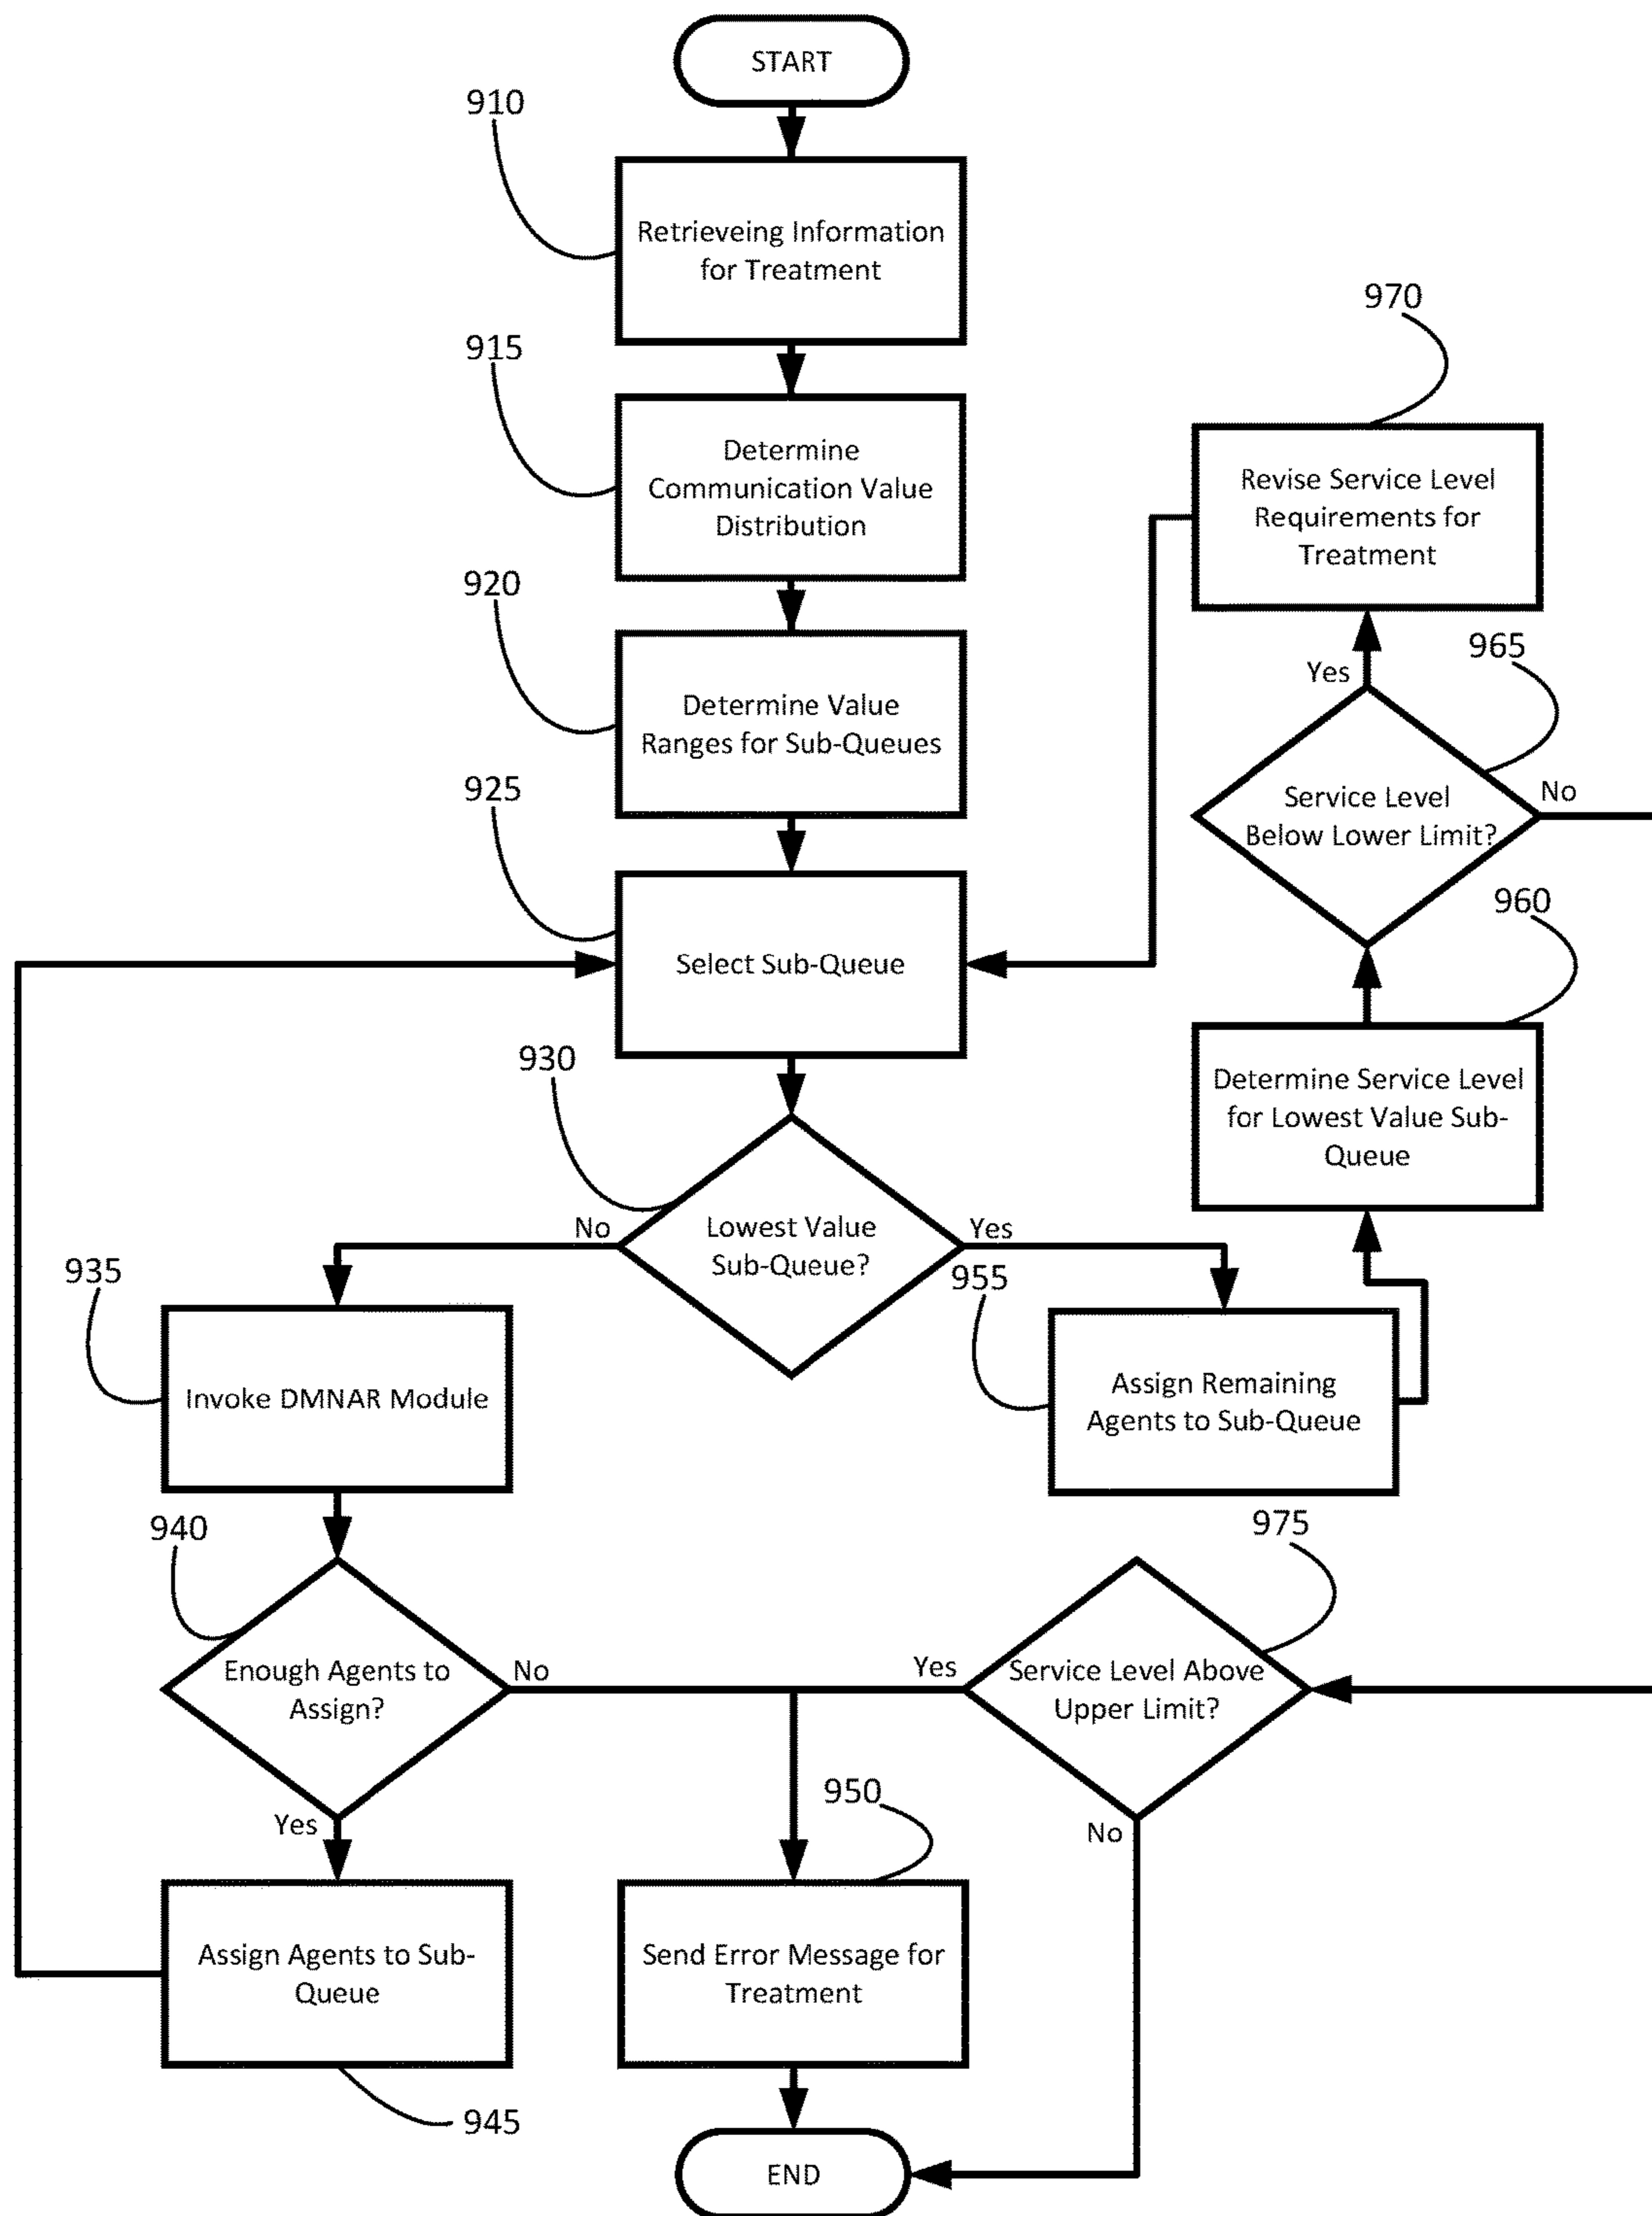 START
910
Retrieveing Information
for Treatment
915
Determine
Communication Value
Distribution
920
Determine Value
Ranges for Sub-Queues
925
Select Sub-Queue
930
Lowest Value
Sub-Queue?
No
Yes
935
Invoke DMNAR Module
940
Enough Agents to
Assign?
No
Yes
Assign Agents to Sub-
Queue
945
950
Send Error Message for
Treatment
END
955
Assign Remaining
Agents to Sub-Queue
960
Determine Service Level
for Lowest Value Sub-
Queue
965
Service Level
Below Lower Limit?
Yes
No
970
Revise Service Level
Requirements for
Treatment
975
Service Level Above
Upper Limit?
Yes
No